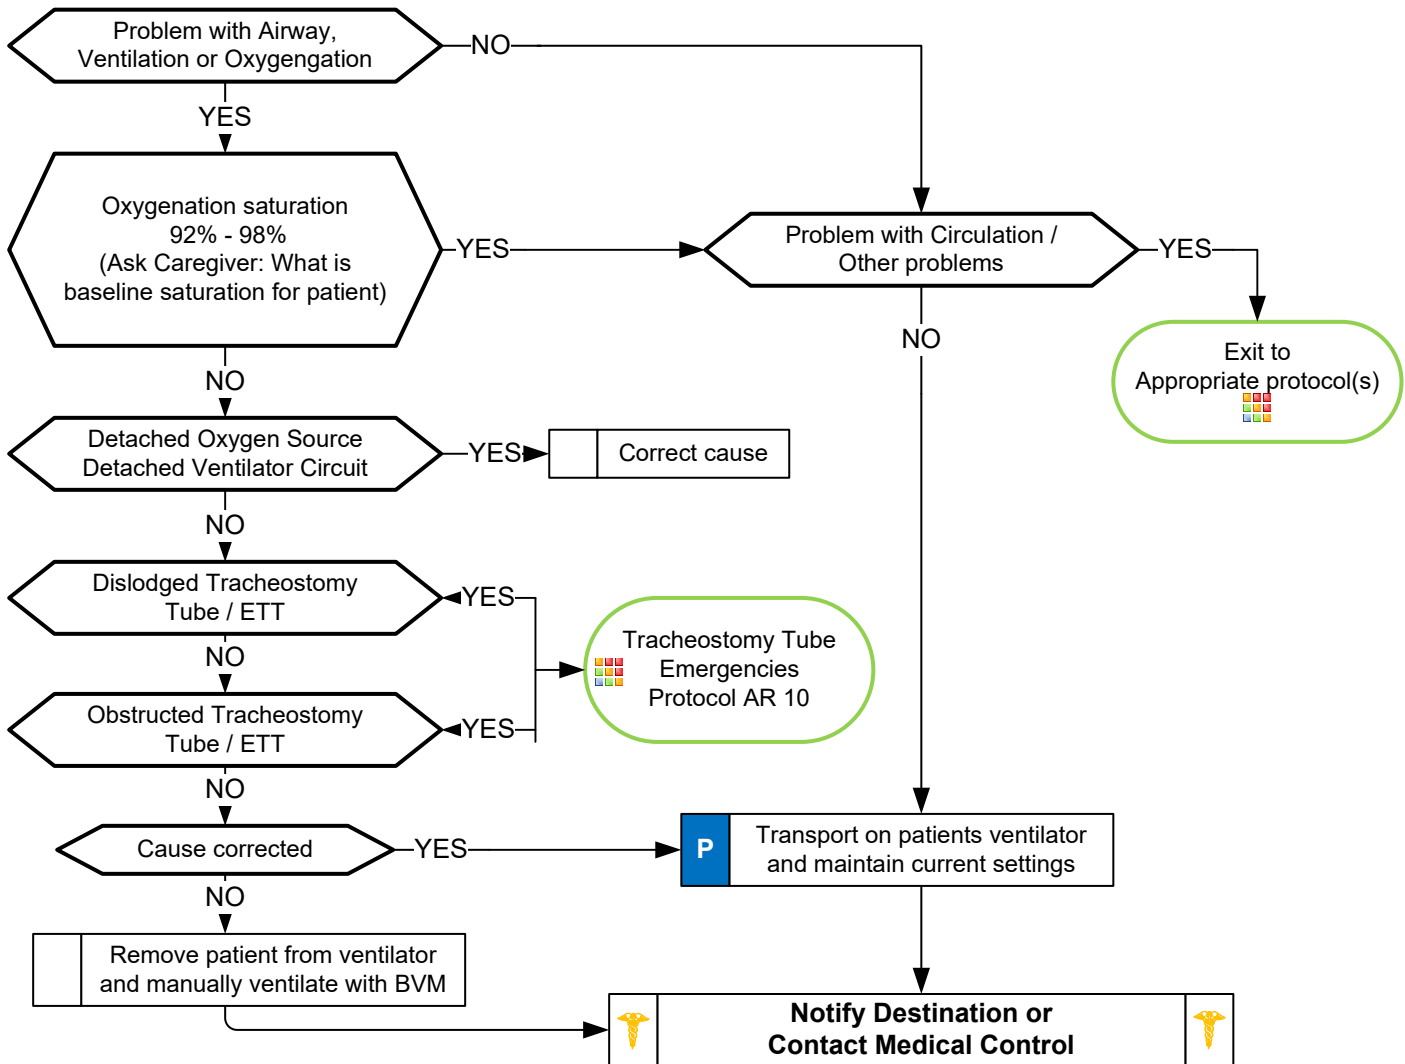 Problem with Airway,
Ventilation or Oxygengation
NO
YES
Oxygenation saturation
92% - 98%
(Ask Caregiver: What is
baseline saturation for patient)
YES
Problem with Circulation /
Other problems
YES
NO
Exit to
Appropriate protocol(s)
NO
Detached Oxygen Source
Detached Ventilator Circuit
YES
Correct cause
NO
Dislodged Tracheostomy
Tube / ETT
YES
NO
Tracheostomy Tube
Emergencies
Protocol AR 10
Obstructed Tracheostomy
Tube / ETT
YES
NO
Cause corrected
YES
P
Transport on patients ventilator
and maintain current settings
NO
Remove patient from ventilator
and manually ventilate with BVM
Notify Destination or
Contact Medical Control